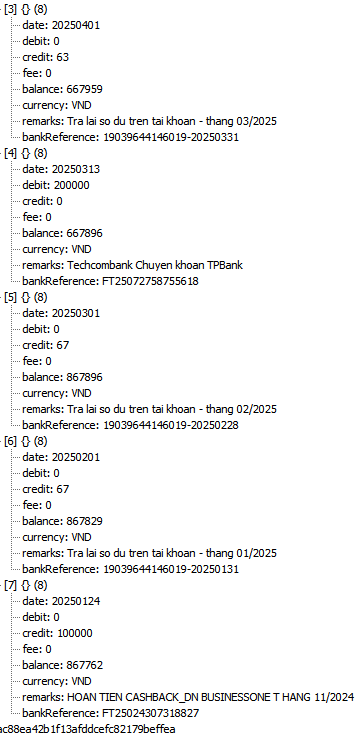 [3] {} (8)
date: 20250401
debit: 0
credit: 63
fee: 0
balance: 667959
currency: VND
remarks: Tra lai so du tren tai khoan - thang 03/2025
bankReference: 19039644146019-20250331
[4] {} (8)
date: 20250313
debit: 200000
credit: 0
fee: 0
balance: 667896
currency: VND
remarks: Techcombank Chuyen khoan TPBank
bankReference: FT25072758755618
[5] {} (8)
date: 20250301
debit: 0
credit: 67
fee: 0
balance: 867896
currency: VND
remarks: Tra lai so du tren tai khoan - thang 02/2025
bankReference: 19039644146019-20250228
[6] {} (8)
date: 20250201
debit: 0
credit: 67
fee: 0
balance: 867829
currency: VND
remarks: Tra lai so du tren tai khoan - thang 01/2025
bankReference: 19039644146019-20250131
[7] {} (8)
date: 20250124
debit: 0
credit: 100000
fee: 0
balance: 867762
currency: VND
remarks: HOAN TIEN CASHBACK_DN BUSINESSONE T HANG 11/2024
bankReference: FT25024307318827
ac88ea42b1f13afddcefc82179beffea